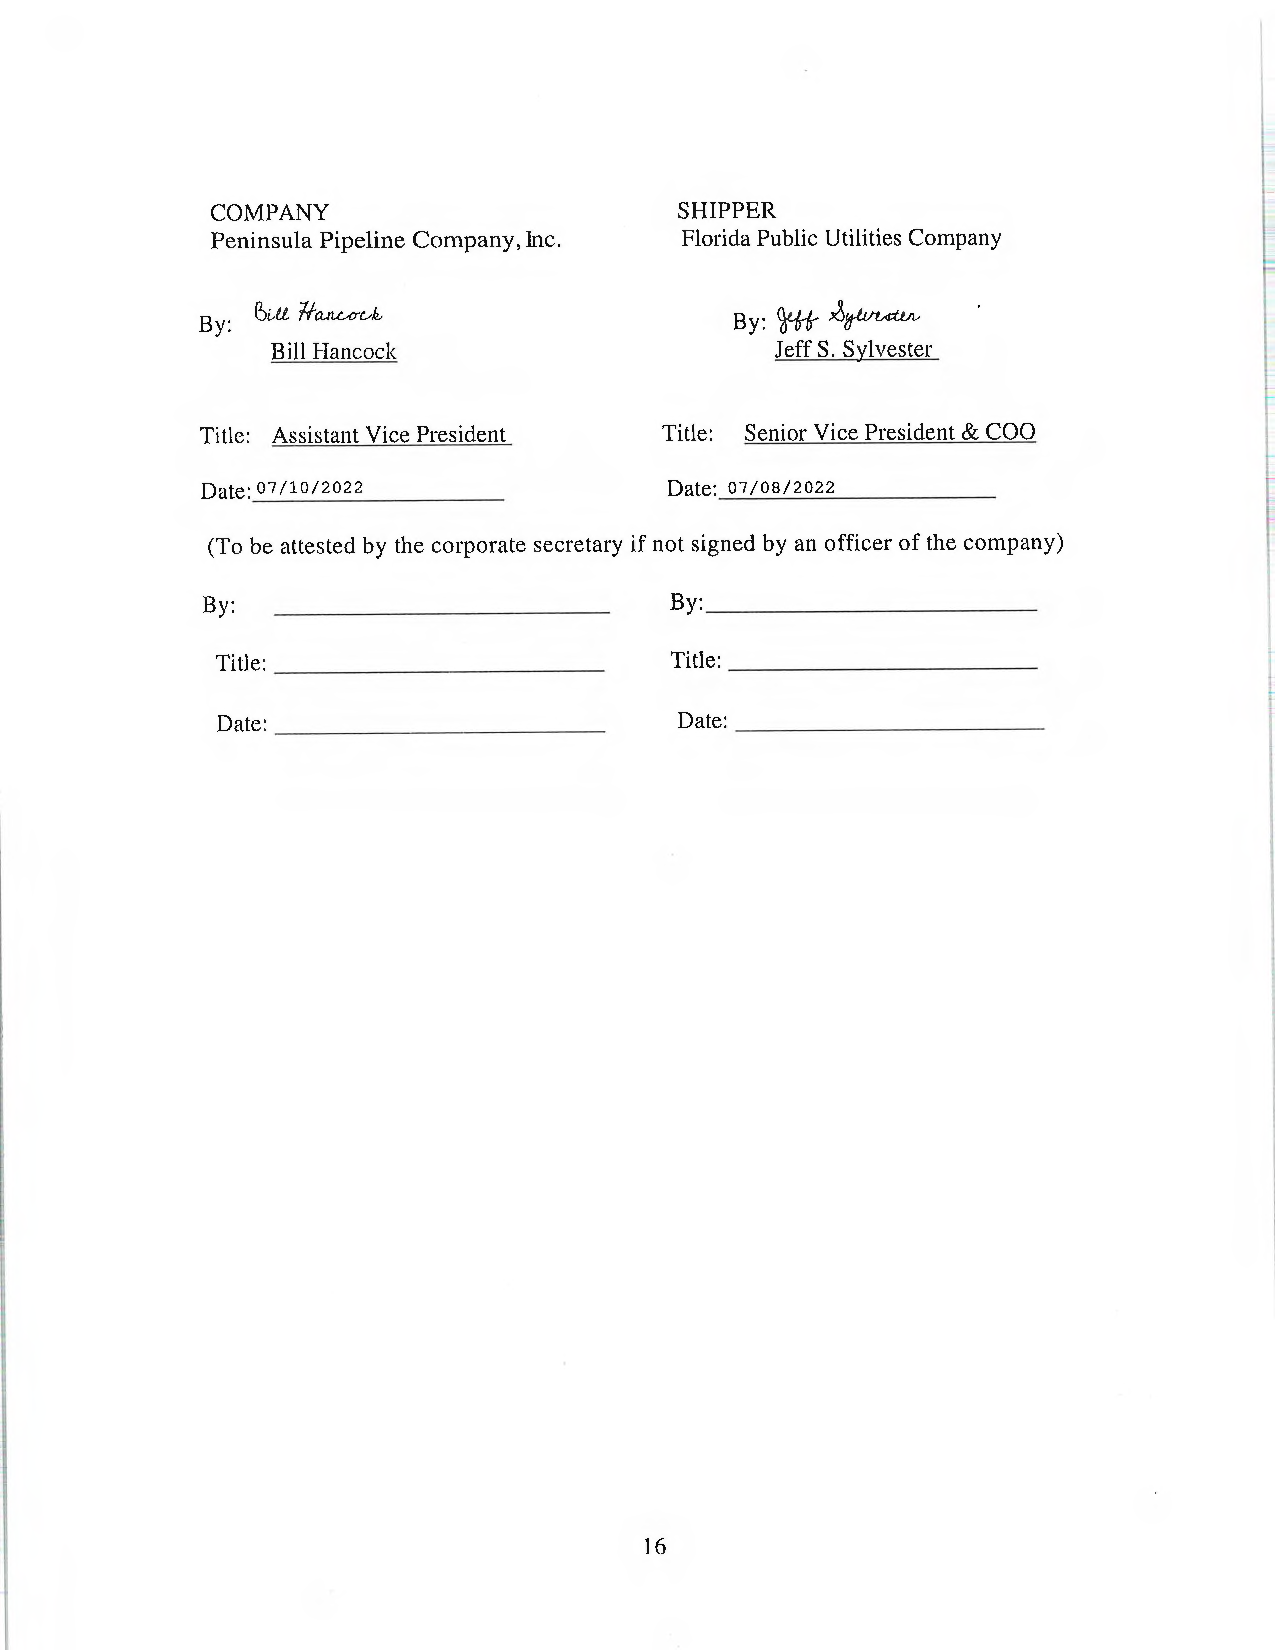 COMPANY
Peninsula Pipeline Company, Inc.
By: Bill Hancock
Bill Hancock
Title: Assistant Vice President
Date: 07/10/2022
SHIPPER
Florida Public Utilities Company
By: Jeff Sylvester
Jeff S. Sylvester
Title: Senior Vice President & COO
Date: 07/08/2022
(To be attested by the corporate secretary if not signed by an officer of the company)
By:
Title:
Date:
By:
Title:
Date:
16